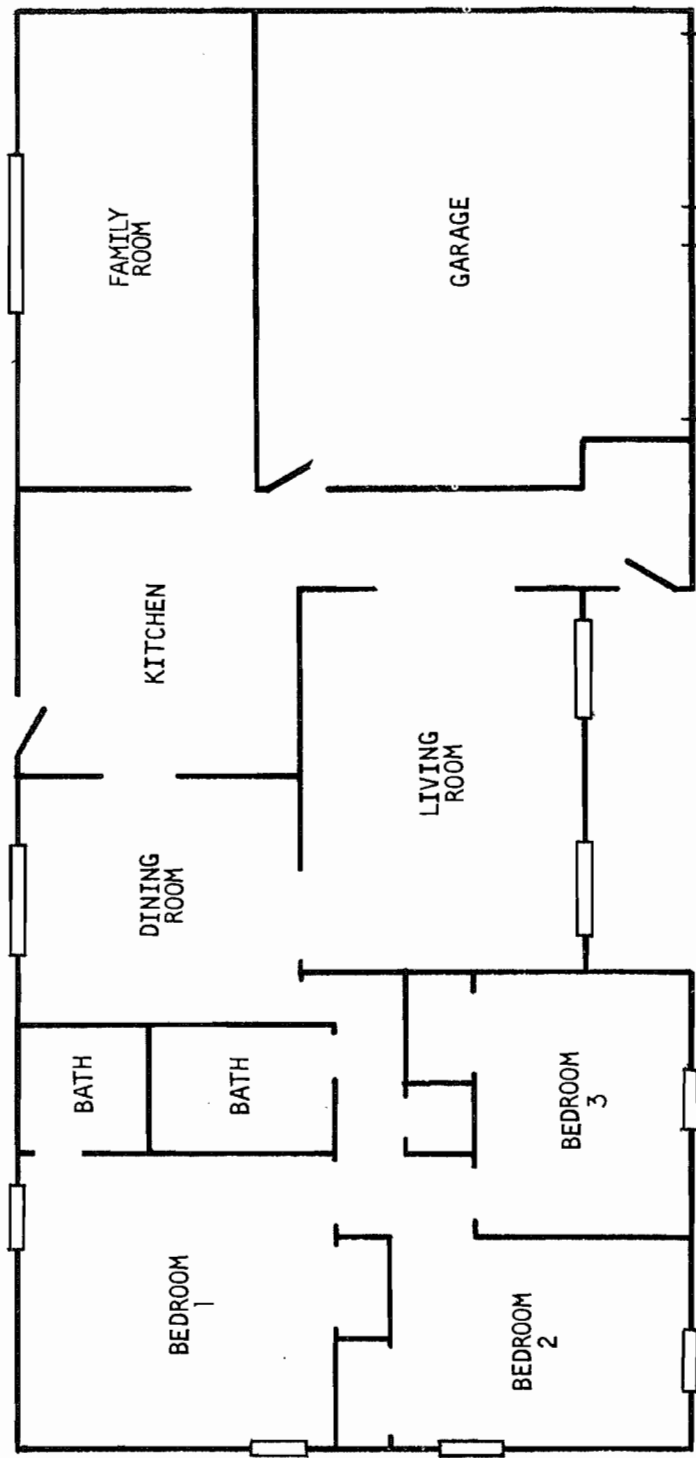 BEDROOM
1
BATH
BATH
DINING
ROOM
KITCHEN
FAMILY
ROOM
BEDROOM
2
BEDROOM
3
LIVING
ROOM
GARAGE